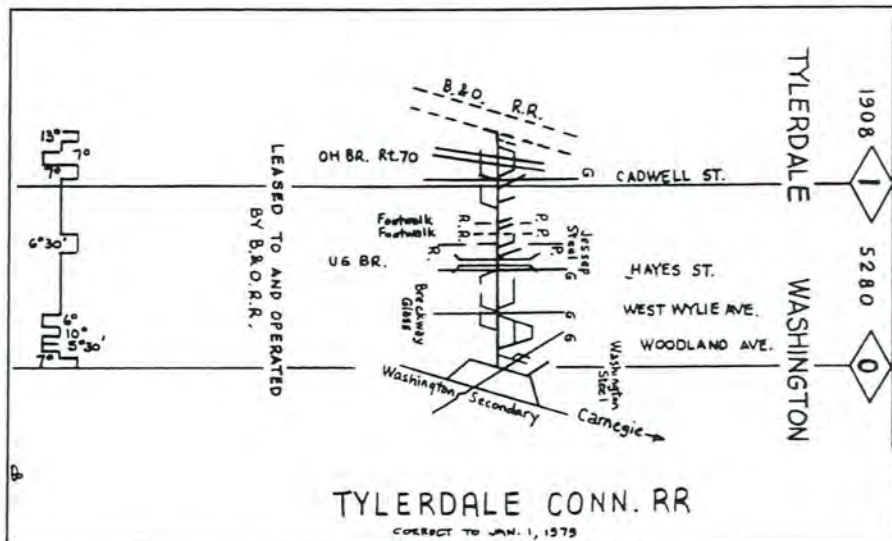 1908
1
TYLERDALE
5280
0
WASHINGTON
B.&O. R.R.
OH BR. Rt.70
G CADWELL ST.
Footwalk
Footwalk
R.R.
R.R.
P.P.
P.P.
Jessop
Steel
UG BR.
G HAYES ST.
Brockway
Glass
G WEST WYLIE AVE.
G WOODLAND AVE.
Washington
Steel
Washington Secondary
Carnegie
LEASED TO AND OPERATED
BY B.&O.R.R.
13°
7°
7°
6°30'
6°
10°
5°30'
7°
TYLERDALE CONN. RR
CORRECT TO JAN. 1, 1979